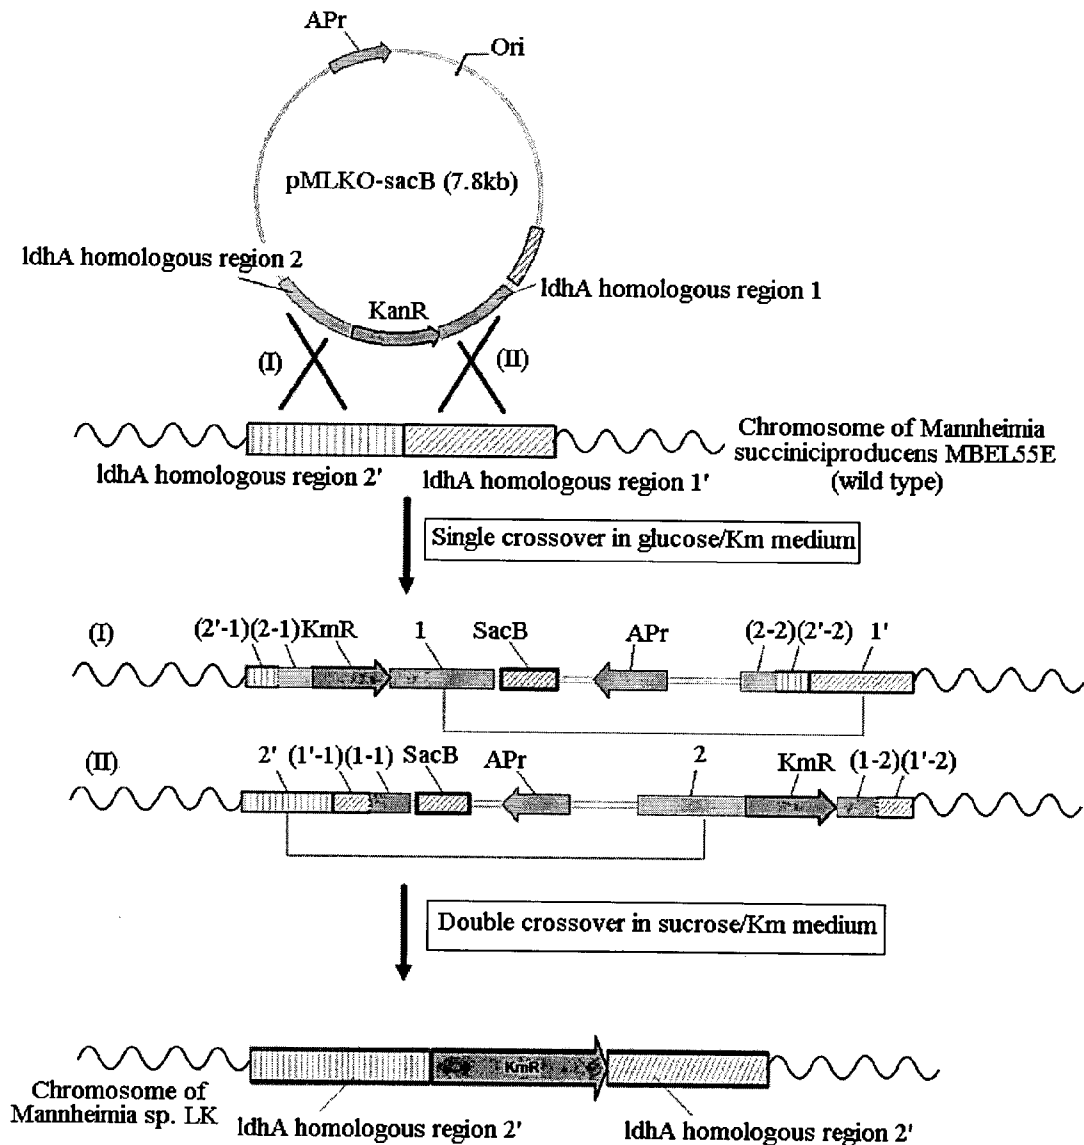 APr
Ori
pMLKO-sacB (7.8kb)
ldhA homologous region 2
ldhA homologous region 1
KanR
(I)
(II)
Chromosome of Mannheimia
succiniciproducens MBEL55E
(wild type)
ldhA homologous region 2'
ldhA homologous region 1'
Single crossover in glucose/Km medium
(I)
(2'-1)(2-1)KmR
1
SacB
APr
(2-2)(2'-2)
1'
(II)
2'
(1'-1)(1-1)
SacB
APr
2
KmR
(1-2)(1'-2)
Double crossover in sucrose/Km medium
KmR
Chromosome of
Mannheimia sp. LK
ldhA homologous region 2'
ldhA homologous region 2'